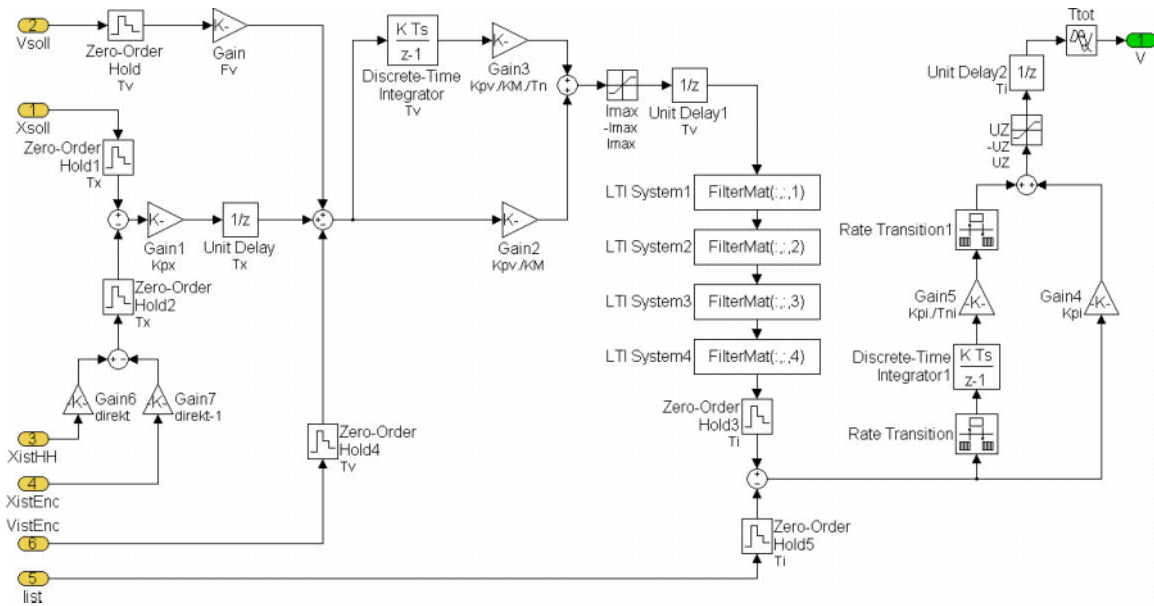 2
Vsoll
Zero-Order
Hold
Tv
K-
Gain
Fv
1
Xsoll
Zero-Order
Hold1
Tx
K-
Gain1
Kpx
1/z
Unit Delay
Tx
Zero-Order
Hold2
Tx
K-
Gain6
direkt
K-
Gain7
direkt-1
3
XistHH
4
XistEnc
VistEnc
6
5
Iist
Zero-Order
Hold4
Tv
K Ts
z-1
Discrete-Time
Integrator
Tv
K-
Gain3
Kpv./KM./Tn
K-
Gain2
Kpv./KM
Imax
-Imax
Imax
1/z
Unit Delay1
Tv
LTI System1
FilterMat(:,:,1)
LTI System2
FilterMat(:,:,2)
LTI System3
FilterMat(:,:,3)
LTI System4
FilterMat(:,:,4)
Zero-Order
Hold3
Ti
Zero-Order
Hold5
Ti
Rate Transition
Discrete-Time
Integrator1
K Ts
z-1
Gain5
Kpi./Tni
-K-
Gain4
Kpi
-K-
Rate Transition1
UZ
-UZ
UZ
Unit Delay2
Ti
1/z
Ttot
1
V